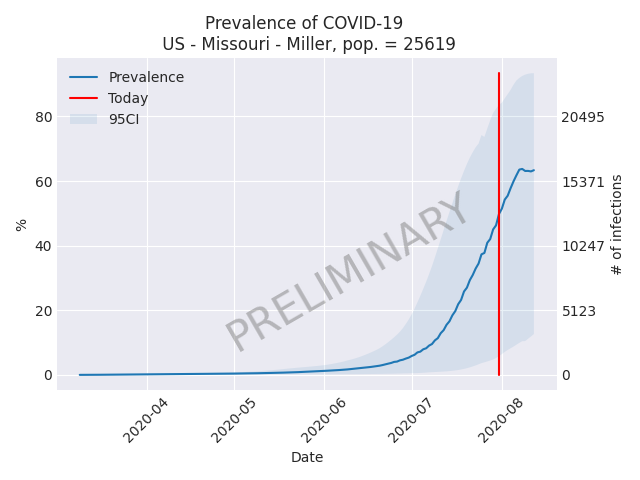 Prevalence of COVID-19
US - Missouri - Miller, pop. = 25619
Prevalence
Today
95CI
80
60
40
20
0
%
20495
15371
10247
5123
0
# of infections
PRELIMINARY
2020-04
2020-05
2020-06
2020-07
2020-08
Date